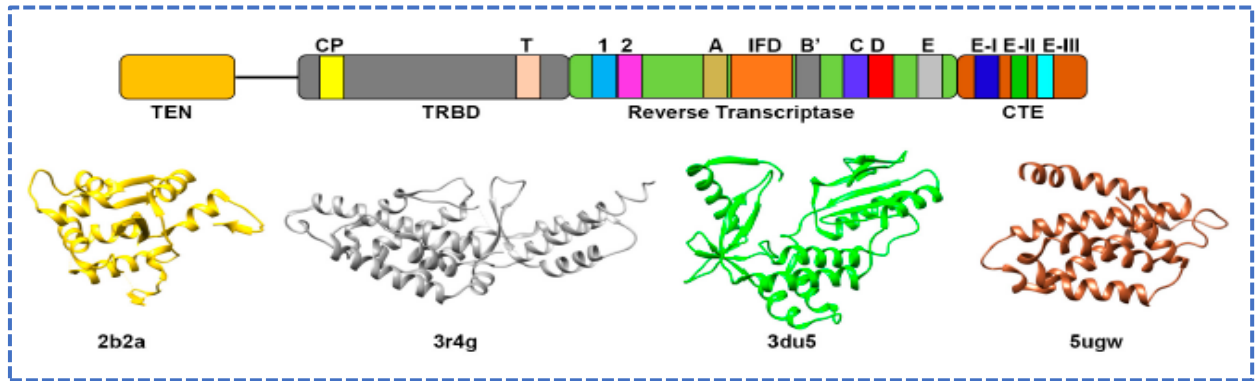 CP T 1 2 A IFD B' C D E E-I E-II E-III
TEN TRBD Reverse Transcriptase CTE
2b2a 3r4g 3du5 5ugw